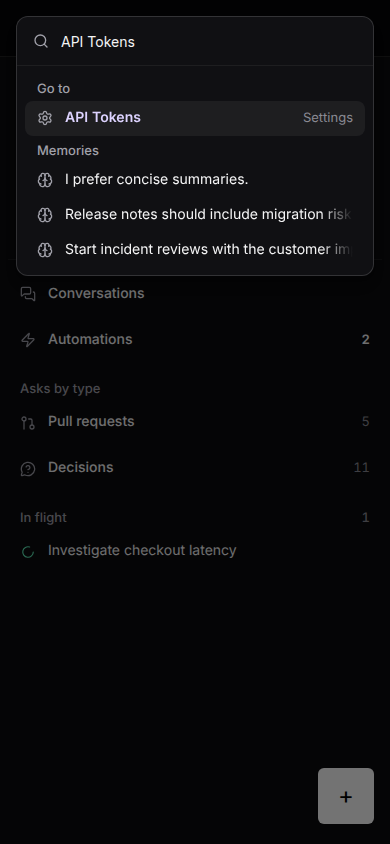 API Tokens
Go to
API Tokens Settings
Memories
I prefer concise summaries.
Release notes should include migration risk
Start incident reviews with the customer im
Conversations
Automations 2
Asks by type
Pull requests 5
Decisions 11
In flight 1
Investigate checkout latency
+